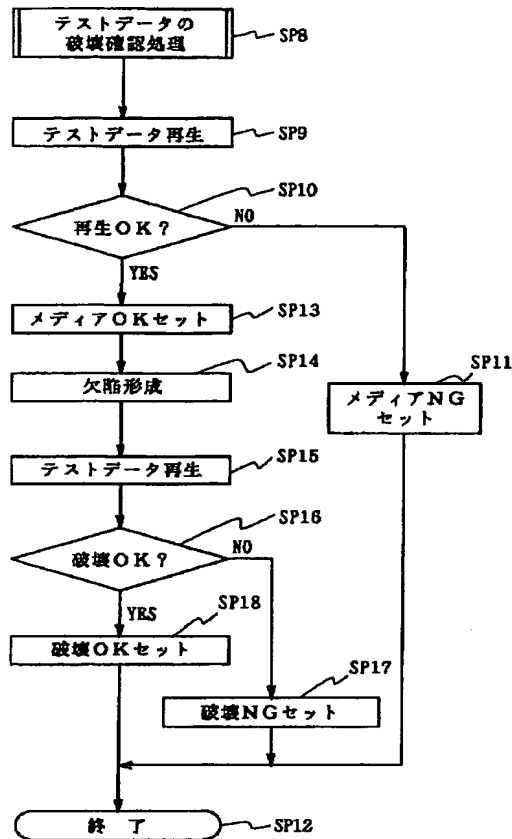 テストデータの
破壊確認処理
SP8
テストデータ再生
SP9
SP10
再生OK?
NO
YES
メディアOKセット
SP13
SP14
欠陥形成
SP11
メディアNG
セット
テストデータ再生
SP15
SP16
破壊OK?
NO
YES
SP18
破壊OKセット
SP17
破壊NGセット
終 了
SP12